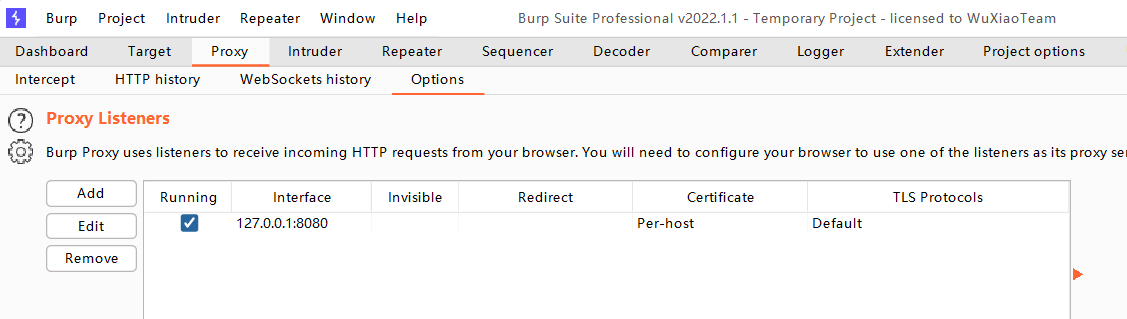 Burp Project Intruder Repeater Window Help Burp Suite Professional v2022.1.1 - Temporary Project - licensed to WuXiaoTeam
Dashboard Target Proxy Intruder Repeater Sequencer Decoder Comparer Logger Extender Project options
Intercept HTTP history WebSockets history Options
? Proxy Listeners
Burp Proxy uses listeners to receive incoming HTTP requests from your browser. You will need to configure your browser to use one of the listeners as its proxy ser
Add
Edit
Remove
Running Interface Invisible Redirect Certificate TLS Protocols
127.0.0.1:8080 Per-host Default